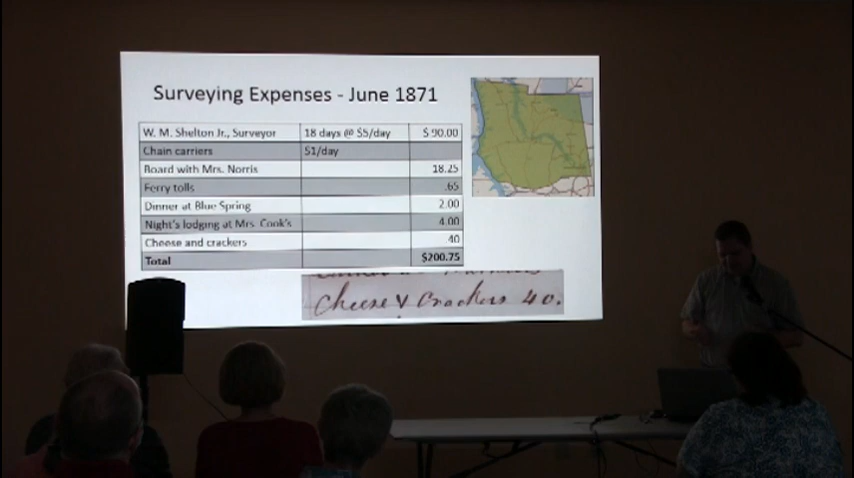 Surveying Expenses - June 1871
W. M. Shelton Jr., Surveyor 18 days @ $5/day $ 90.00
Chain carriers $1/day
Board with Mrs. Norris 18.25
Ferry tolls .65
Dinner at Blue Spring 2.00
Night's lodging at Mrs. Cook's 4.00
Cheese and crackers 40
Total $200.75
Cheese & Crackers 40.